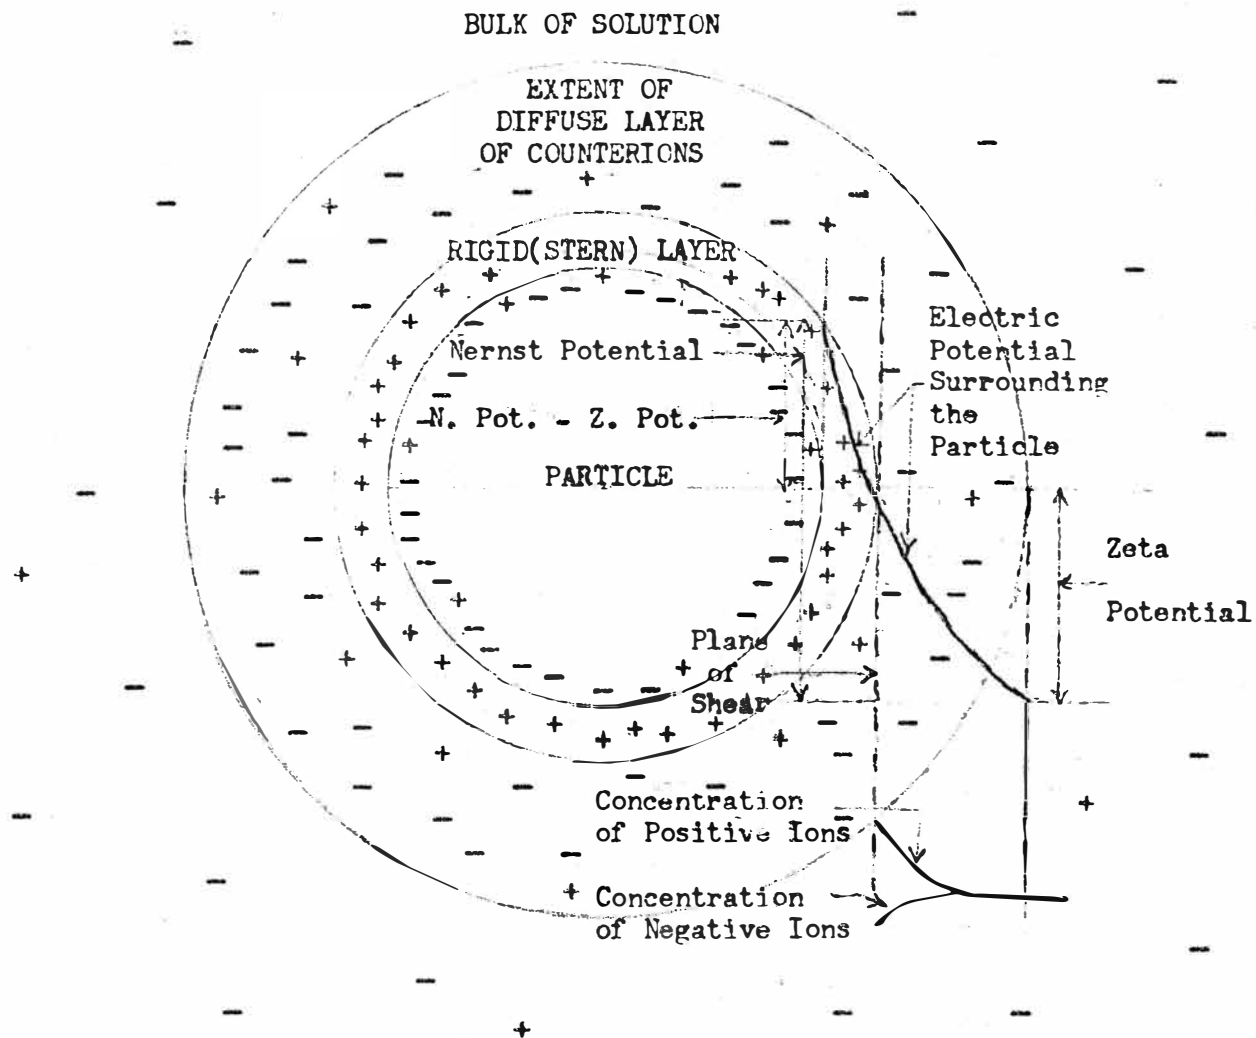 BULK OF SOLUTION
EXTENT OF
DIFFUSE LAYER
OF COUNTERIONS
RIGID(STERN) LAYER
Nernst Potential
N. Pot. - Z. Pot.
PARTICLE
Electric
Potential
Surrounding
the
Particle
Zeta
Potential
Plane
of
Shear
Concentration
of Positive Ions
Concentration
of Negative Ions